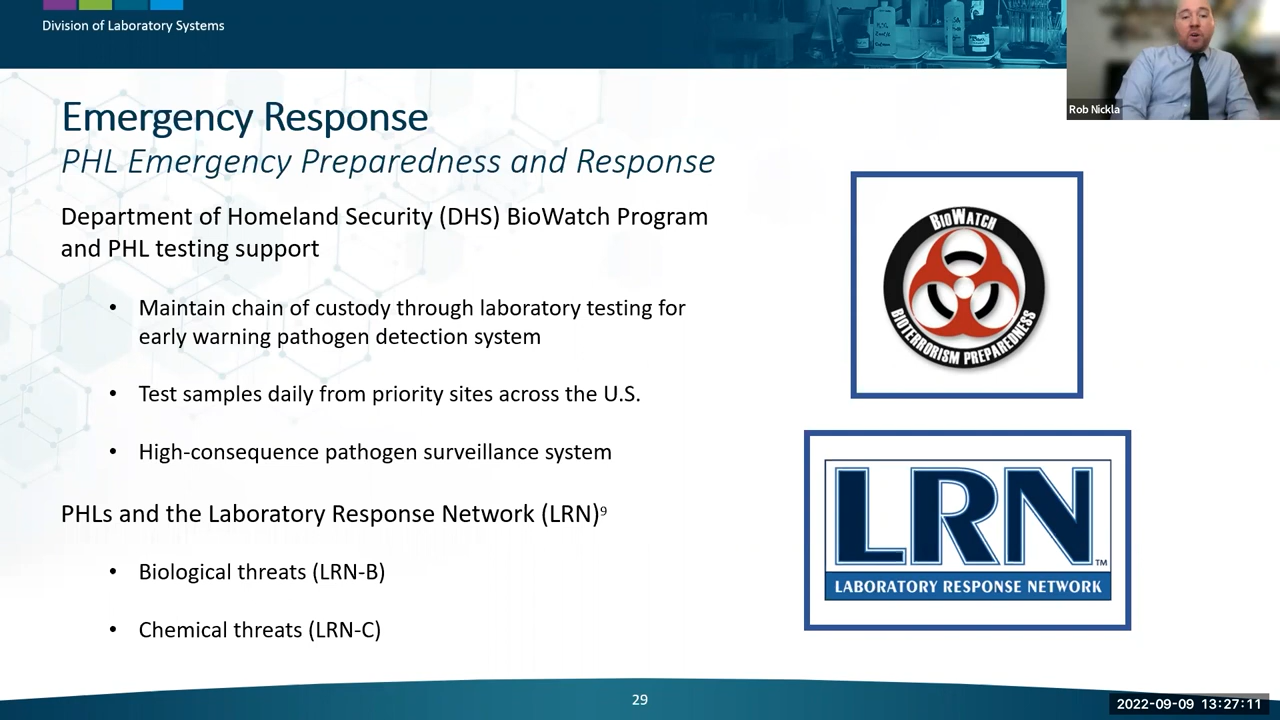 Division of Laboratory Systems
Rob Nickla
Emergency Response
PHL Emergency Preparedness and Response
Department of Homeland Security (DHS) BioWatch Program
and PHL testing support
• Maintain chain of custody through laboratory testing for
early warning pathogen detection system
• Test samples daily from priority sites across the U.S.
• High-consequence pathogen surveillance system
PHLs and the Laboratory Response Network (LRN)⁹
• Biological threats (LRN-B)
• Chemical threats (LRN-C)
BIOWATCH
BIOTERRORISM PREPAREDNESS
LRN™
LABORATORY RESPONSE NETWORK
29
2022-09-09 13:27:11